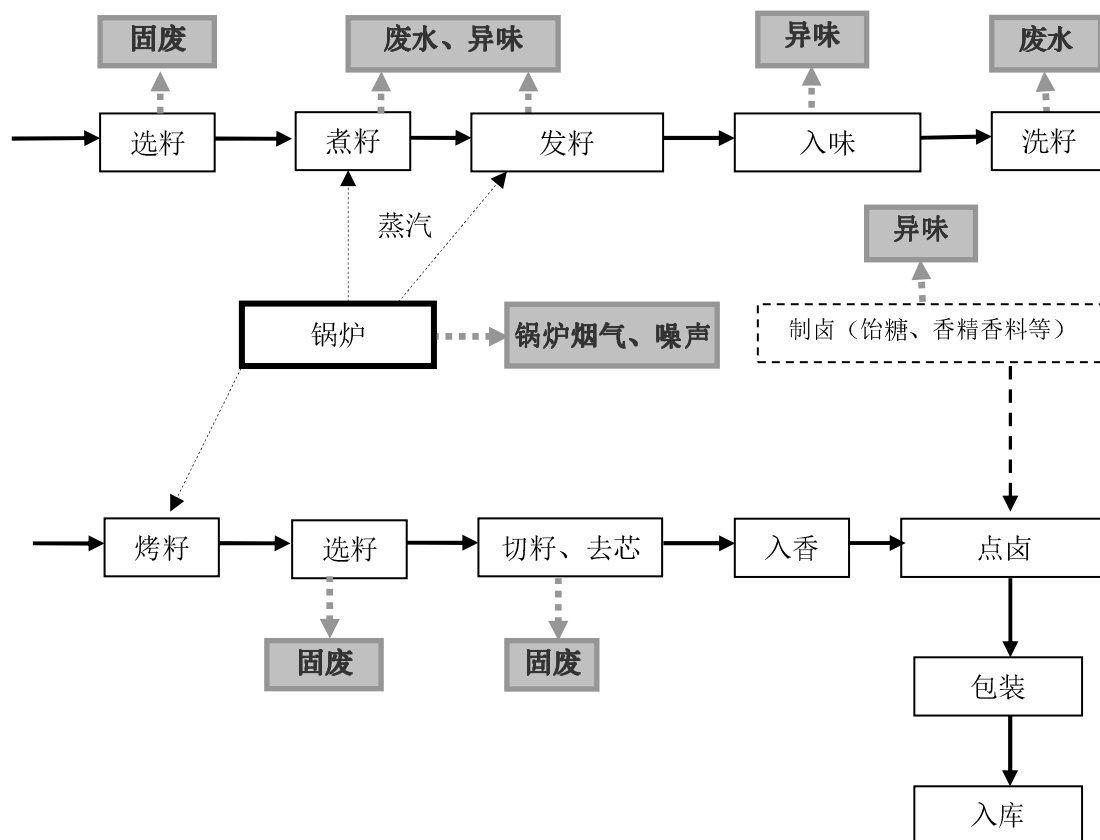 固废
废水、异味
异味
废水
选籽
煮籽
发籽
入味
洗籽
蒸汽
异味
锅炉
锅炉烟气、噪声
制卤（饴糖、香精香料等）
烤籽
选籽
切籽、去芯
入香
点卤
固废
固废
包装
入库